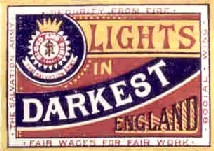 SECURITY FROM FIRE
THE SALVATION ARMY
LIGHTS
IN
DARKEST
ENGLAND
FAIR WAGES FOR FAIR WORK